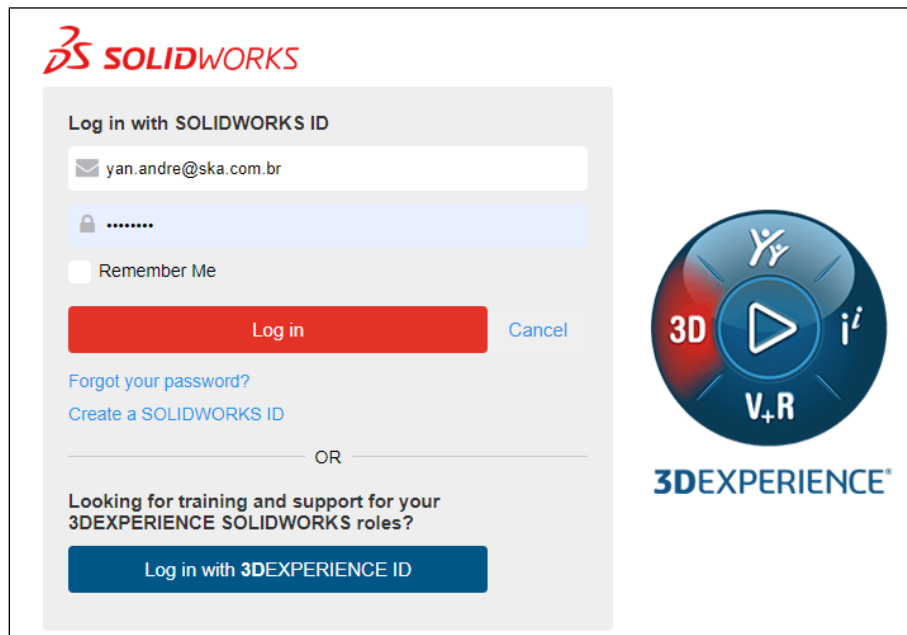 SOLIDWORKS
Log in with SOLIDWORKS ID
yan.andre@ska.com.br
••••••••
Remember Me
Log in
Cancel
Forgot your password?
Create a SOLIDWORKS ID
OR
Looking for training and support for your
3DEXPERIENCE SOLIDWORKS roles?
Log in with 3DEXPERIENCE ID
3D
i i
V+R
3DEXPERIENCE®